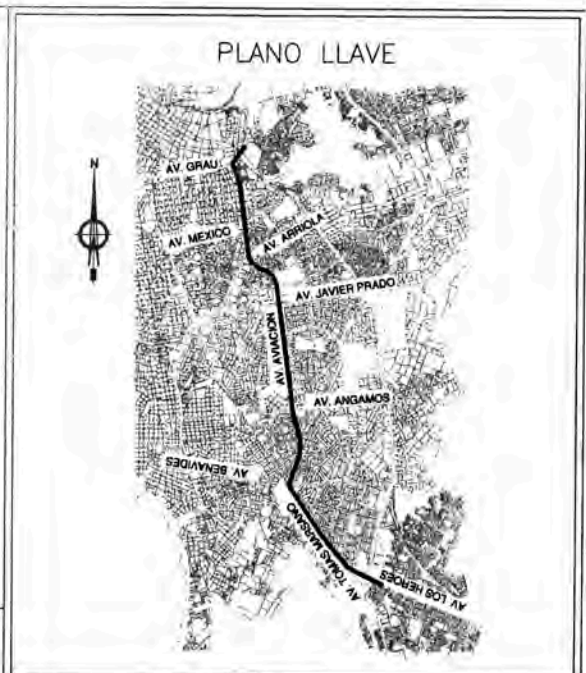 PLANO LLAVE
N
AV. GRAU
AV. MEXICO
AV. ARRIOLA
AV. JAVIER PRADO
AV. AVIACION
AV. ANGAMOS
AV. BENAVIDES
AV. TOMAS MARSANO
AV. LOS HEROES